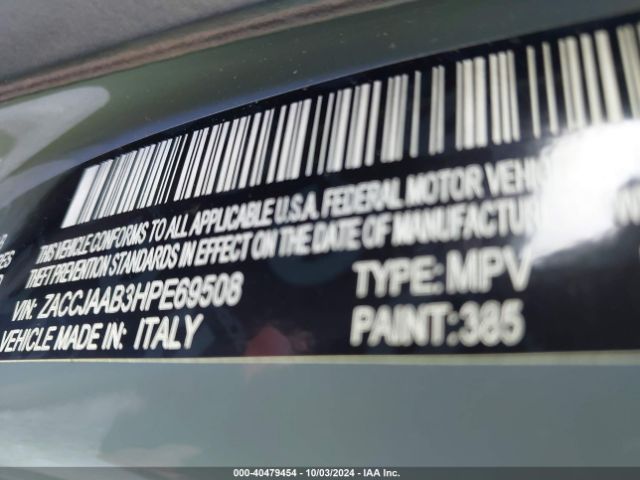 THIS VEHICLE CONFORMS TO ALL APPLICABLE U.S.A. FEDERAL MOTOR VEHI
THEFT PREVENTION STANDARDS IN EFFECT ON THE DATE OF MANUFACTUR
VIN: ZACCJAAB3HPE69508 TYPE: MPV
VEHICLE MADE IN: ITALY PAINT: 385
000-40479454 - 10/03/2024 - IAA Inc.